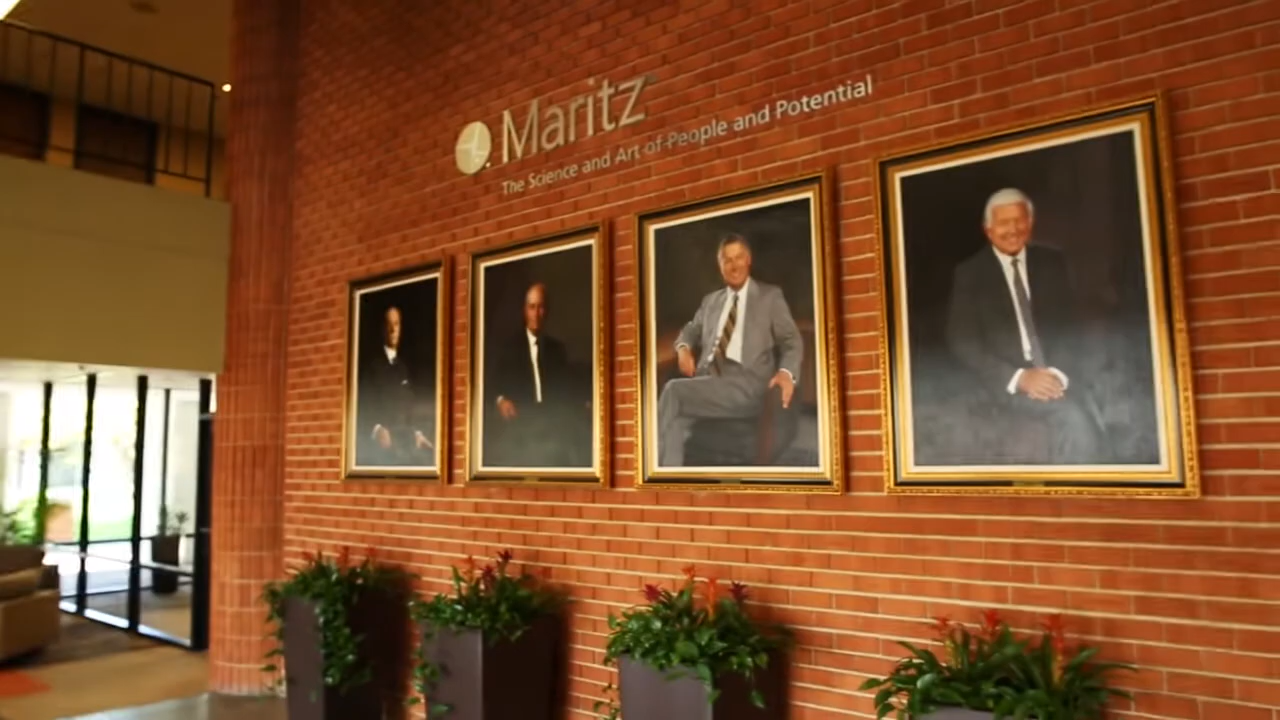 Maritz
The Science and Art of People and Potential